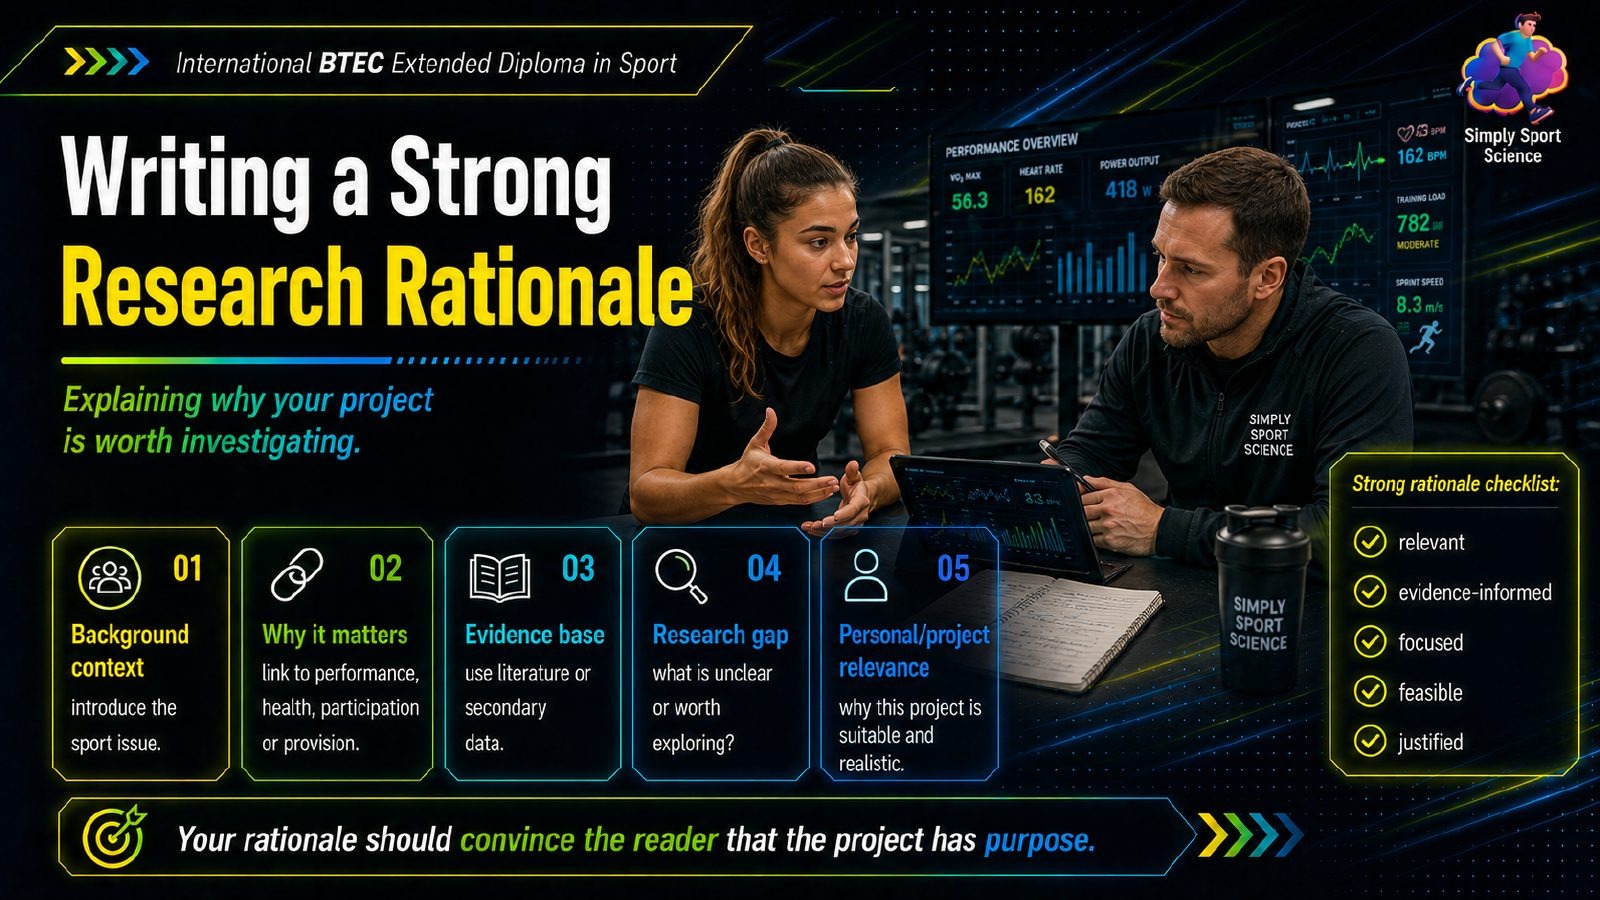 International BTEC Extended Diploma in Sport
Simply Sport
Science
Writing a Strong
Research Rationale
Explaining why your project
is worth investigating.
PERFORMANCE OVERVIEW
VO₂ MAX
56.3
HEART RATE
162
POWER OUTPUT
418 W
162 BPM
TRAINING LOAD
782
MODERATE
SPRINT SPEED
8.3 m/s
SIMPLY
SPORT
SCIENCE
SIMPLY
SPORT
SCIENCE
01
Background
context
introduce the
sport issue.
02
Why it matters
link to performance,
health, participation
or provision.
03
Evidence base
use literature or
secondary
data.
04
Research gap
what is unclear
or worth
exploring?
05
Personal/project
relevance
why this project is
suitable and
realistic.
Strong rationale checklist:
relevant
evidence-informed
focused
feasible
justified
Your rationale should convince the reader that the project has purpose.